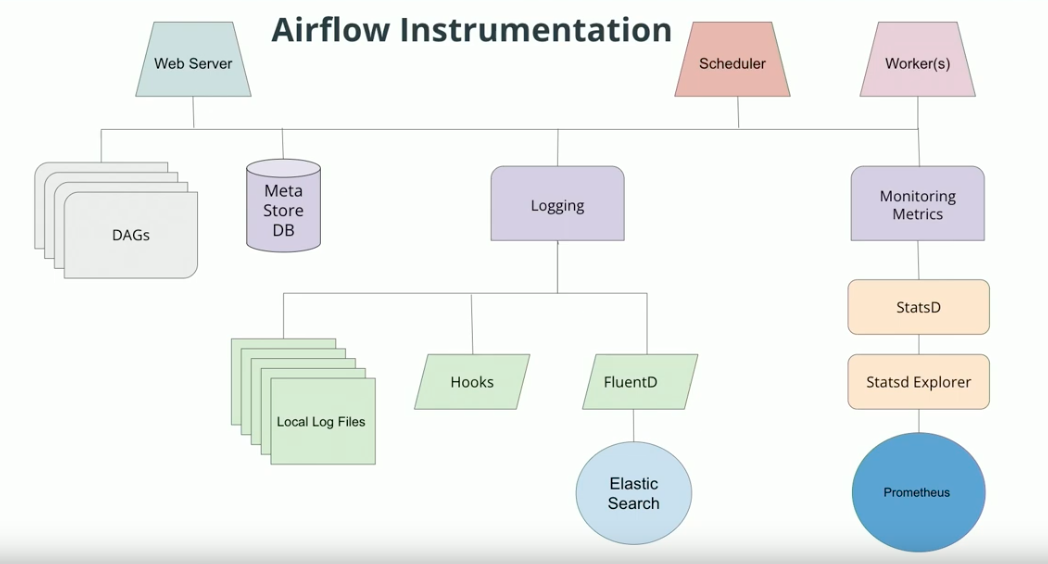 Airflow Instrumentation
Web Server
Scheduler
Worker(s)
DAGs
Meta
Store
DB
Logging
Monitoring
Metrics
StatsD
Local Log Files
Hooks
FluentD
Statsd Explorer
Elastic
Search
Prometheus